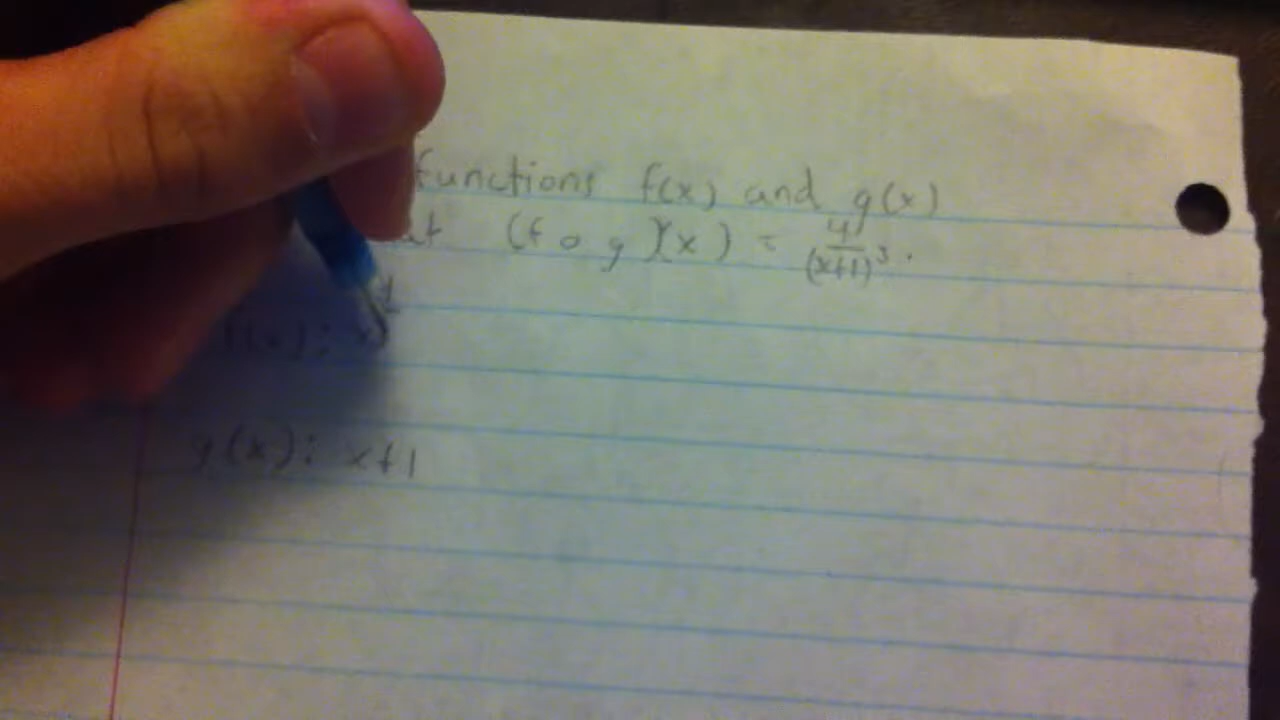 functions f(x) and g(x)
(f o g)(x) = 4/(x+1)³.
g(x): x+1